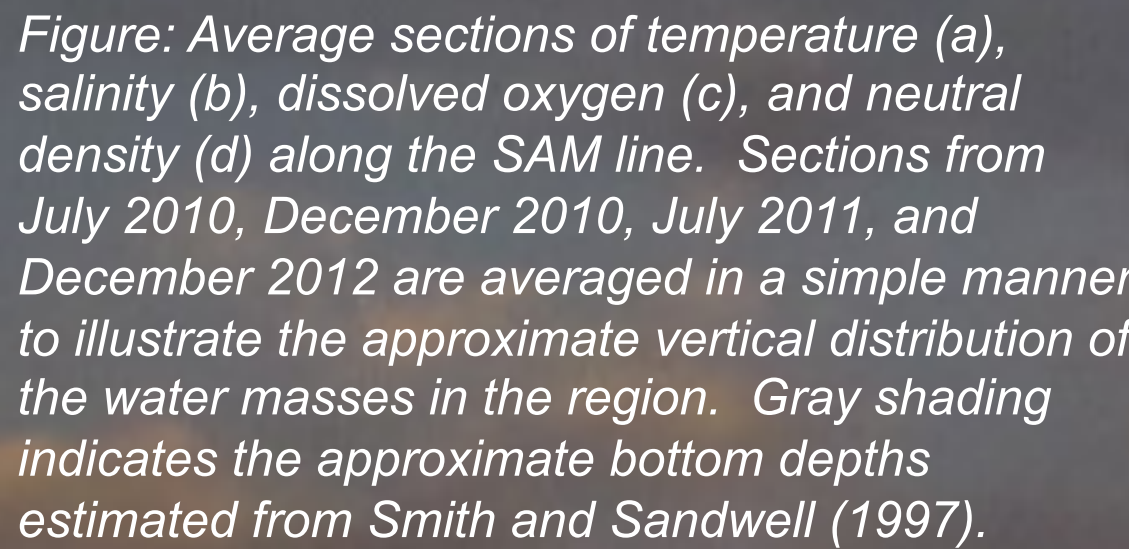 Figure: Average sections of temperature (a),
salinity (b), dissolved oxygen (c), and neutral
density (d) along the SAM line.  Sections from
July 2010, December 2010, July 2011, and
December 2012 are averaged in a simple manner
to illustrate the approximate vertical distribution of
the water masses in the region.  Gray shading
indicates the approximate bottom depths
estimated from Smith and Sandwell (1997).